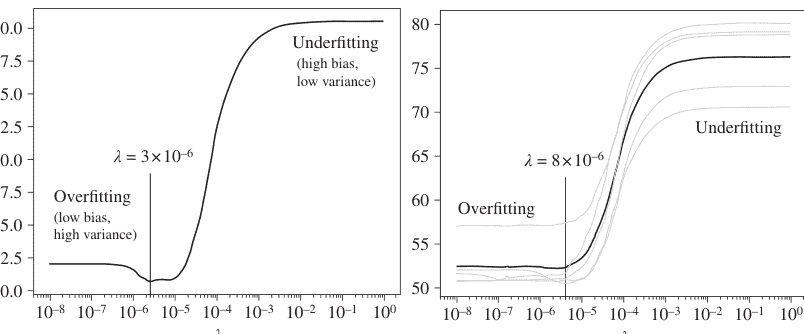 0.0
Underfitting
(high bias,
low variance)
5.0
2.5
λ = 3×10⁻⁶
0.0
7.5
Overfitting
(low bias,
high variance)
5.0
2.5
0.0
10⁻⁸ 10⁻⁷ 10⁻⁶ 10⁻⁵ 10⁻⁴ 10⁻³ 10⁻² 10⁻¹ 10⁰
80
75
70
Underfitting
65
λ = 8×10⁻⁶
60
Overfitting
55
50
10⁻⁸ 10⁻⁷ 10⁻⁶ 10⁻⁵ 10⁻⁴ 10⁻³ 10⁻² 10⁻¹ 10⁰